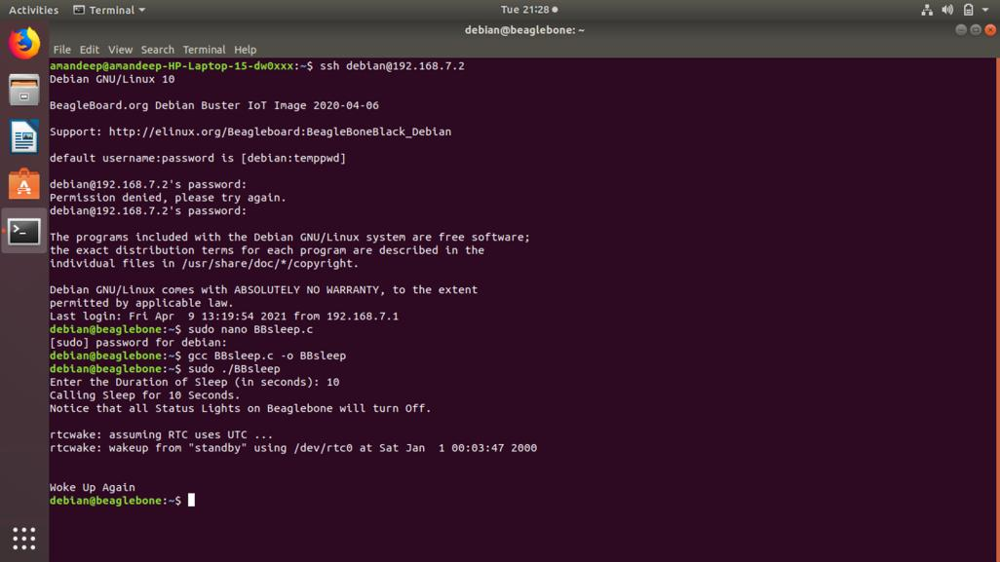 Activities Terminal Tue 21:28
debian@beaglebone: ~
File Edit View Search Terminal Help
amandeep@amandeep-HP-Laptop-15-dw0xxx:~$ ssh debian@192.168.7.2
Debian GNU/Linux 10
BeagleBoard.org Debian Buster IoT Image 2020-04-06
Support: http://elinux.org/Beagleboard:BeagleBoneBlack_Debian
default username:password is [debian:temppwd]
debian@192.168.7.2's password:
Permission denied, please try again.
debian@192.168.7.2's password:
The programs included with the Debian GNU/Linux system are free software;
the exact distribution terms for each program are described in the
individual files in /usr/share/doc/*/copyright.
Debian GNU/Linux comes with ABSOLUTELY NO WARRANTY, to the extent
permitted by applicable law.
Last login: Fri Apr  9 13:19:54 2021 from 192.168.7.1
debian@beaglebone:~$ sudo nano BBsleep.c
[sudo] password for debian:
debian@beaglebone:~$ gcc BBsleep.c -o BBsleep
debian@beaglebone:~$ sudo ./BBsleep
Enter the Duration of Sleep (in seconds): 10
Calling Sleep for 10 Seconds.
Notice that all Status Lights on Beaglebone will turn Off.
rtcwake: assuming RTC uses UTC ...
rtcwake: wakeup from "standby" using /dev/rtc0 at Sat Jan  1 00:03:47 2000
Woke Up Again
debian@beaglebone:~$